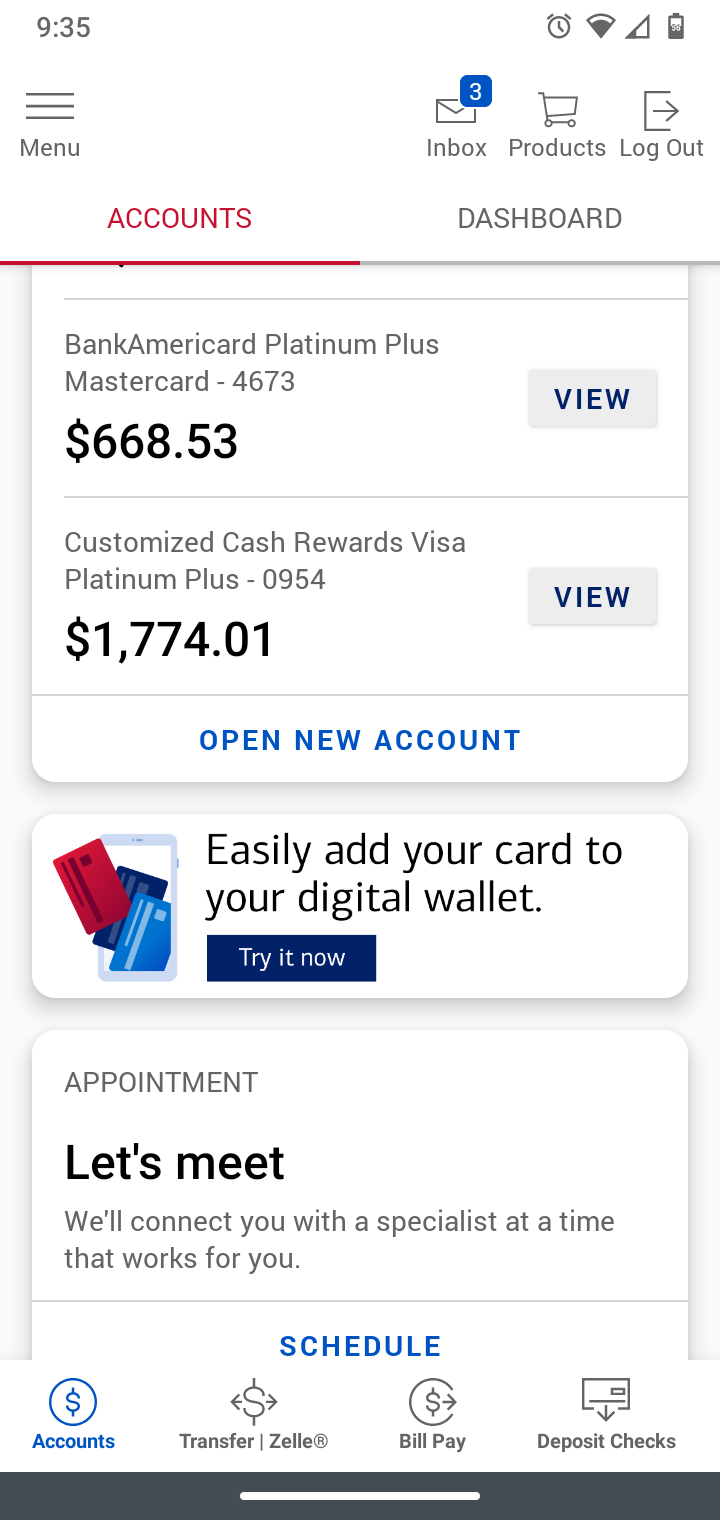 9:35
3
Menu
Inbox
Products
Log Out
ACCOUNTS
DASHBOARD
BankAmericard Platinum Plus
Mastercard - 4673
VIEW
$668.53
Customized Cash Rewards Visa
Platinum Plus - 0954
VIEW
$1,774.01
OPEN NEW ACCOUNT
Easily add your card to
your digital wallet.
Try it now
APPOINTMENT
Let's meet
We'll connect you with a specialist at a time
that works for you.
SCHEDULE
Accounts
Transfer | Zelle®
Bill Pay
Deposit Checks